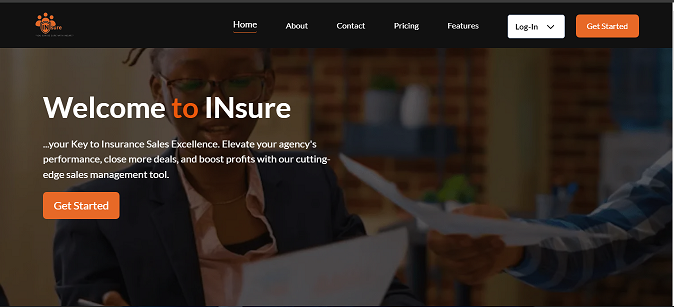 INsure
Home
About
Contact
Pricing
Features
Log-In
Get Started
Welcome to INsure
...your Key to Insurance Sales Excellence. Elevate your agency's
performance, close more deals, and boost profits with our cutting-
edge sales management tool.
Get Started